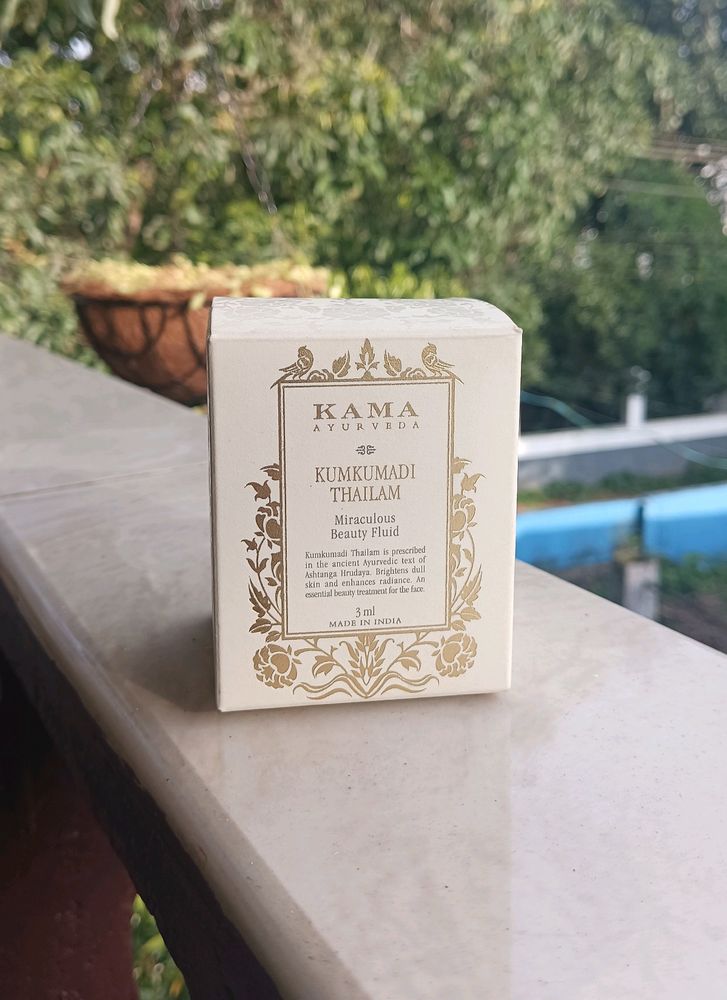 KAMA
AYURVEDA
KUMKUMADI
THAILAM
Miraculous
Beauty Fluid
Kumkumadi Thailam is prescribed
in the ancient Ayurvedic text of
Ashtanga Hrudaya. Brightens dull
skin and enhances radiance. An
essential beauty treatment for the face.
3 ml
MADE IN INDIA